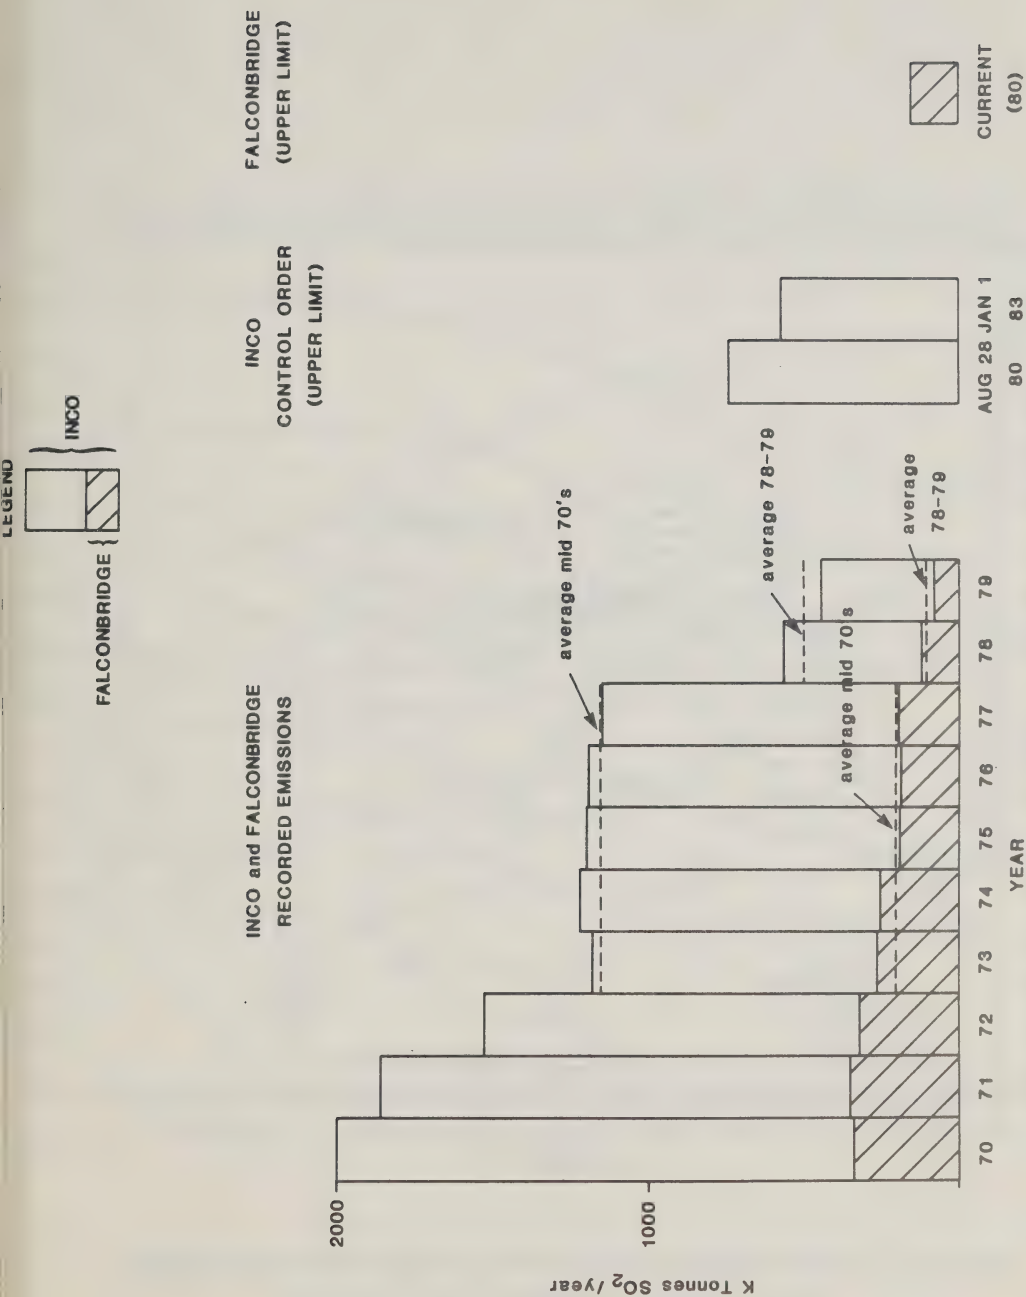 LEGEND
INCO
FALCONBRIDGE
INCO and FALCONBRIDGE
RECORDED EMISSIONS
INCO
CONTROL ORDER
(UPPER LIMIT)
FALCONBRIDGE
(UPPER LIMIT)
2000
1000
K Tonnes SO₂/year
average mid 70's
average mid 70's
average 78-79
average
78-79
70 71 72 73 74 75 76 77 78 79
YEAR
AUG 28 JAN 1
80 83
CURRENT
(80)